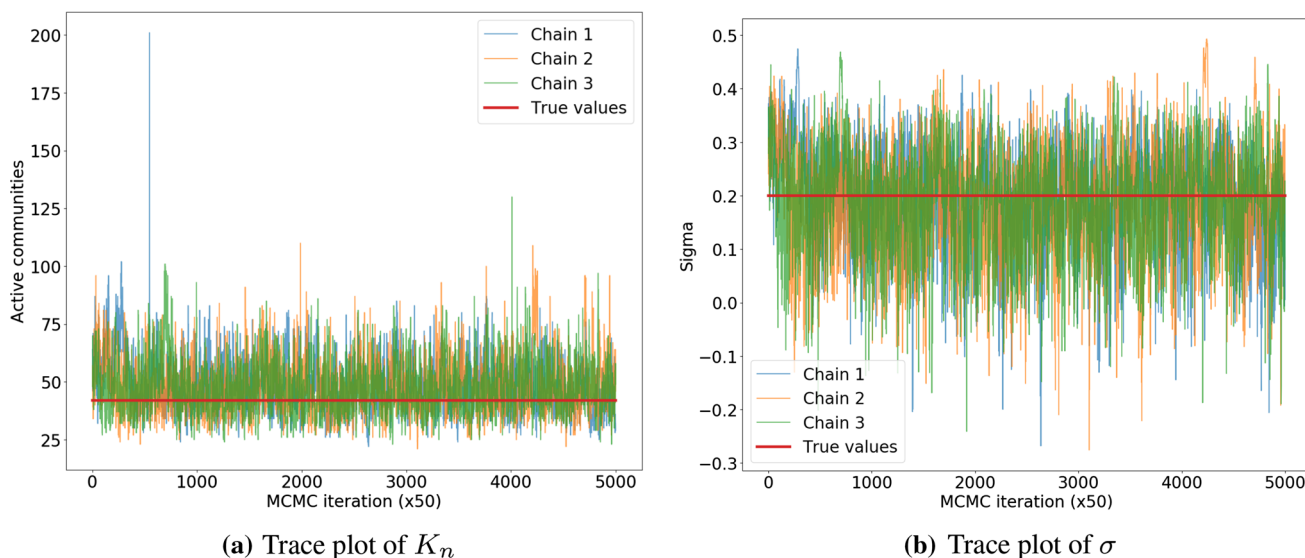 200
175
150
125
100
75
50
25
Active communities
Chain 1
Chain 2
Chain 3
True values
0 1000 2000 3000 4000 5000
MCMC iteration (x50)
(a) Trace plot of Kₙ
0.5
0.4
0.3
0.2
0.1
0.0
−0.1
−0.2
−0.3
Sigma
Chain 1
Chain 2
Chain 3
True values
0 1000 2000 3000 4000 5000
MCMC iteration (x50)
(b) Trace plot of σ